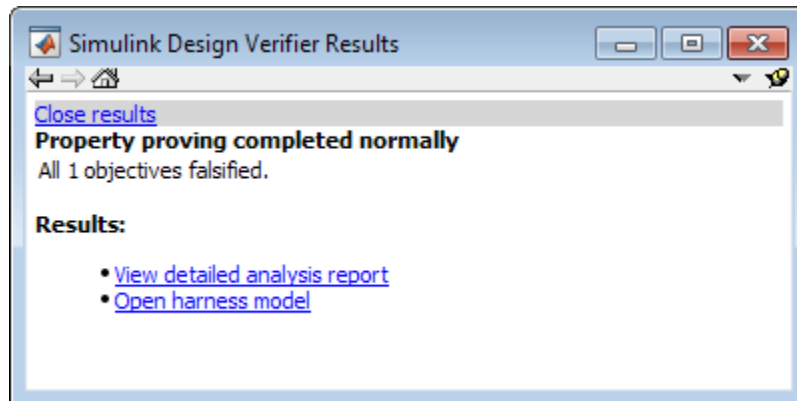 Simulink Design Verifier Results
Close results
Property proving completed normally
All 1 objectives falsified.
Results:
• View detailed analysis report
• Open harness model